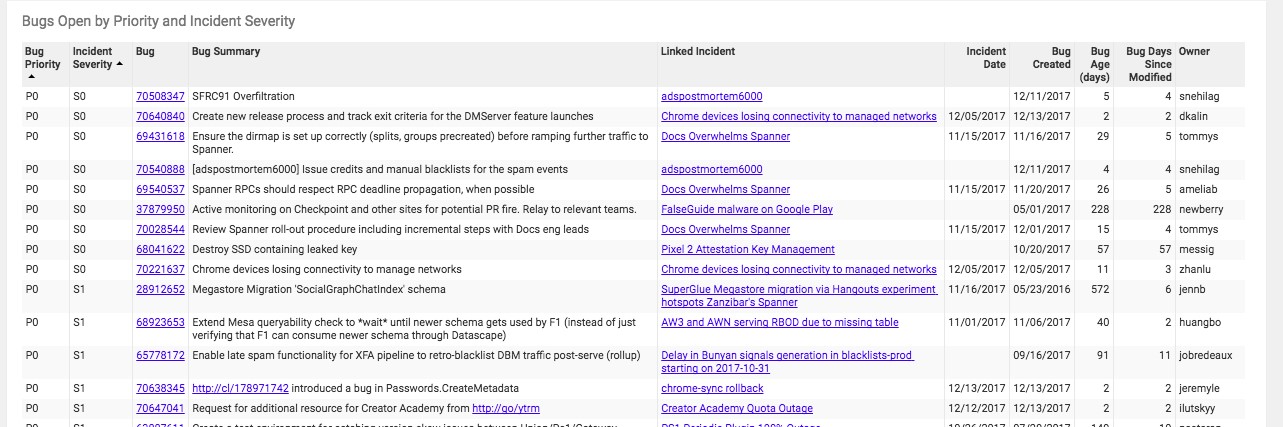 Bugs Open by Priority and Incident Severity
Bug Priority Incident Severity Bug Bug Summary Linked Incident Incident Date Bug Created Bug Age (days) Bug Days Since Modified Owner
P0 S0 70508347 SFRC91 Overfiltration adspostmortem6000 12/11/2017 5 4 snehilag
P0 S0 70640840 Create new release process and track exit criteria for the DMServer feature launches Chrome devices losing connectivity to managed networks 12/05/2017 12/13/2017 2 2 dkalin
P0 S0 69431618 Ensure the dirmap is set up correctly (splits, groups precreated) before ramping further traffic to Docs Overwhelms Spanner 11/15/2017 11/16/2017 29 5 tommys
Spanner.
P0 S0 70540888 [adspostmortem6000] Issue credits and manual blacklists for the spam events adspostmortem6000 12/11/2017 4 4 snehilag
P0 S0 69540537 Spanner RPCs should respect RPC deadline propagation, when possible Docs Overwhelms Spanner 11/15/2017 11/20/2017 26 5 ameliab
P0 S0 37879950 Active monitoring on Checkpoint and other sites for potential PR fire. Relay to relevant teams. FalseGuide malware on Google Play 05/01/2017 228 228 newberry
P0 S0 70028544 Review Spanner roll-out procedure including incremental steps with Docs eng leads Docs Overwhelms Spanner 11/15/2017 12/01/2017 15 4 tommys
P0 S0 68041622 Destroy SSD containing leaked key Pixel 2 Attestation Key Management 10/20/2017 57 57 messig
P0 S0 70221637 Chrome devices losing connectivity to manage networks Chrome devices losing connectivity to managed networks 12/05/2017 12/05/2017 11 3 zhanlu
P0 S1 28912652 Megastore Migration 'SocialGraphChatIndex' schema SuperGlue Megastore migration via Hangouts experiment 11/16/2017 05/23/2016 572 6 jennb
hotspots Zanzibar's Spanner
P0 S1 68923653 Extend Mesa queryability check to *wait* until newer schema gets used by F1 (instead of just AW3 and AWN serving RBOD due to missing table 11/01/2017 11/06/2017 40 2 huangbo
verifying that F1 can consume newer schema through Datascape)
P0 S1 65778172 Enable late spam functionality for XFA pipeline to retro-blacklist DBM traffic post-serve (rollup) Delay in Bunyan signals generation in blacklists-prod 09/16/2017 91 11 jobredeaux
starting on 2017-10-31
P0 S1 70638345 http://cl/178971742 introduced a bug in Passwords.CreateMetadata chrome-sync rollback 12/13/2017 12/13/2017 2 2 jeremyle
P0 S1 70647041 Request for additional resource for Creator Academy from http://go/ytrm Creator Academy Quota Outage 12/12/2017 12/13/2017 2 2 ilutskyy